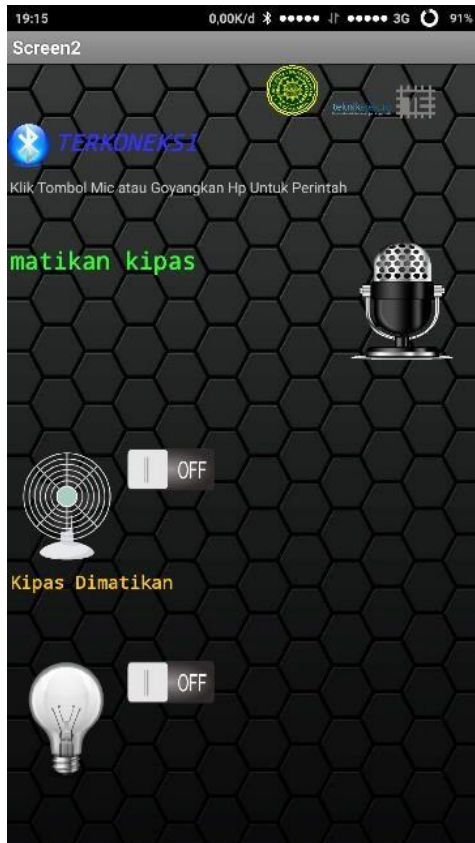 19:15 0,00K/d 3G 91%
Screen2
TERKONEKSI
Klik Tombol Mic atau Goyangkan Hp Untuk Perintah
matikan kipas
OFF
Kipas Dimatikan
OFF